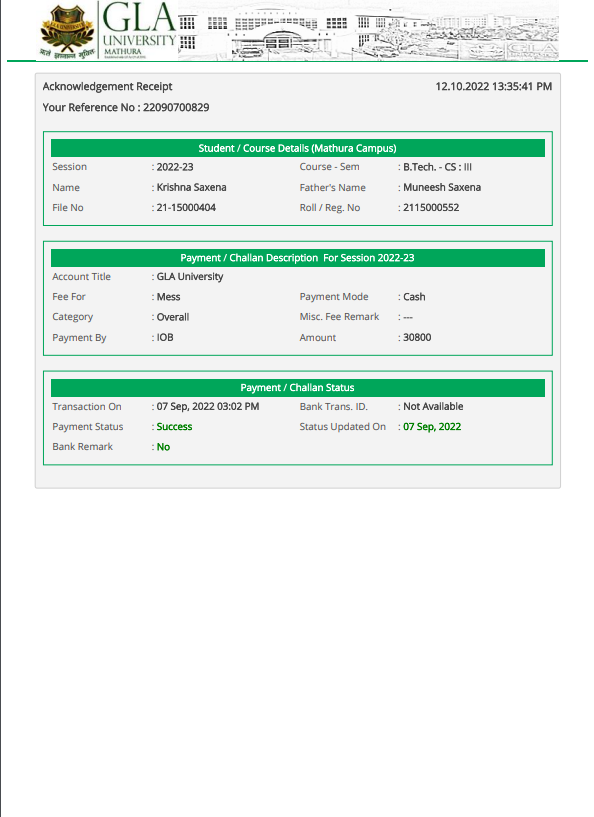 GLA
UNIVERSITY
MATHURA
ऋते ज्ञानान्न मुक्तिः
Acknowledgement Receipt 12.10.2022 13:35:41 PM
Your Reference No : 22090700829
Student / Course Details (Mathura Campus)
Session : 2022-23 Course - Sem : B.Tech. - CS : III
Name : Krishna Saxena Father's Name : Muneesh Saxena
File No : 21-15000404 Roll / Reg. No : 2115000552
Payment / Challan Description For Session 2022-23
Account Title : GLA University
Fee For : Mess Payment Mode : Cash
Category : Overall Misc. Fee Remark : ---
Payment By : IOB Amount : 30800
Payment / Challan Status
Transaction On : 07 Sep, 2022 03:02 PM Bank Trans. ID. : Not Available
Payment Status : Success Status Updated On : 07 Sep, 2022
Bank Remark : No